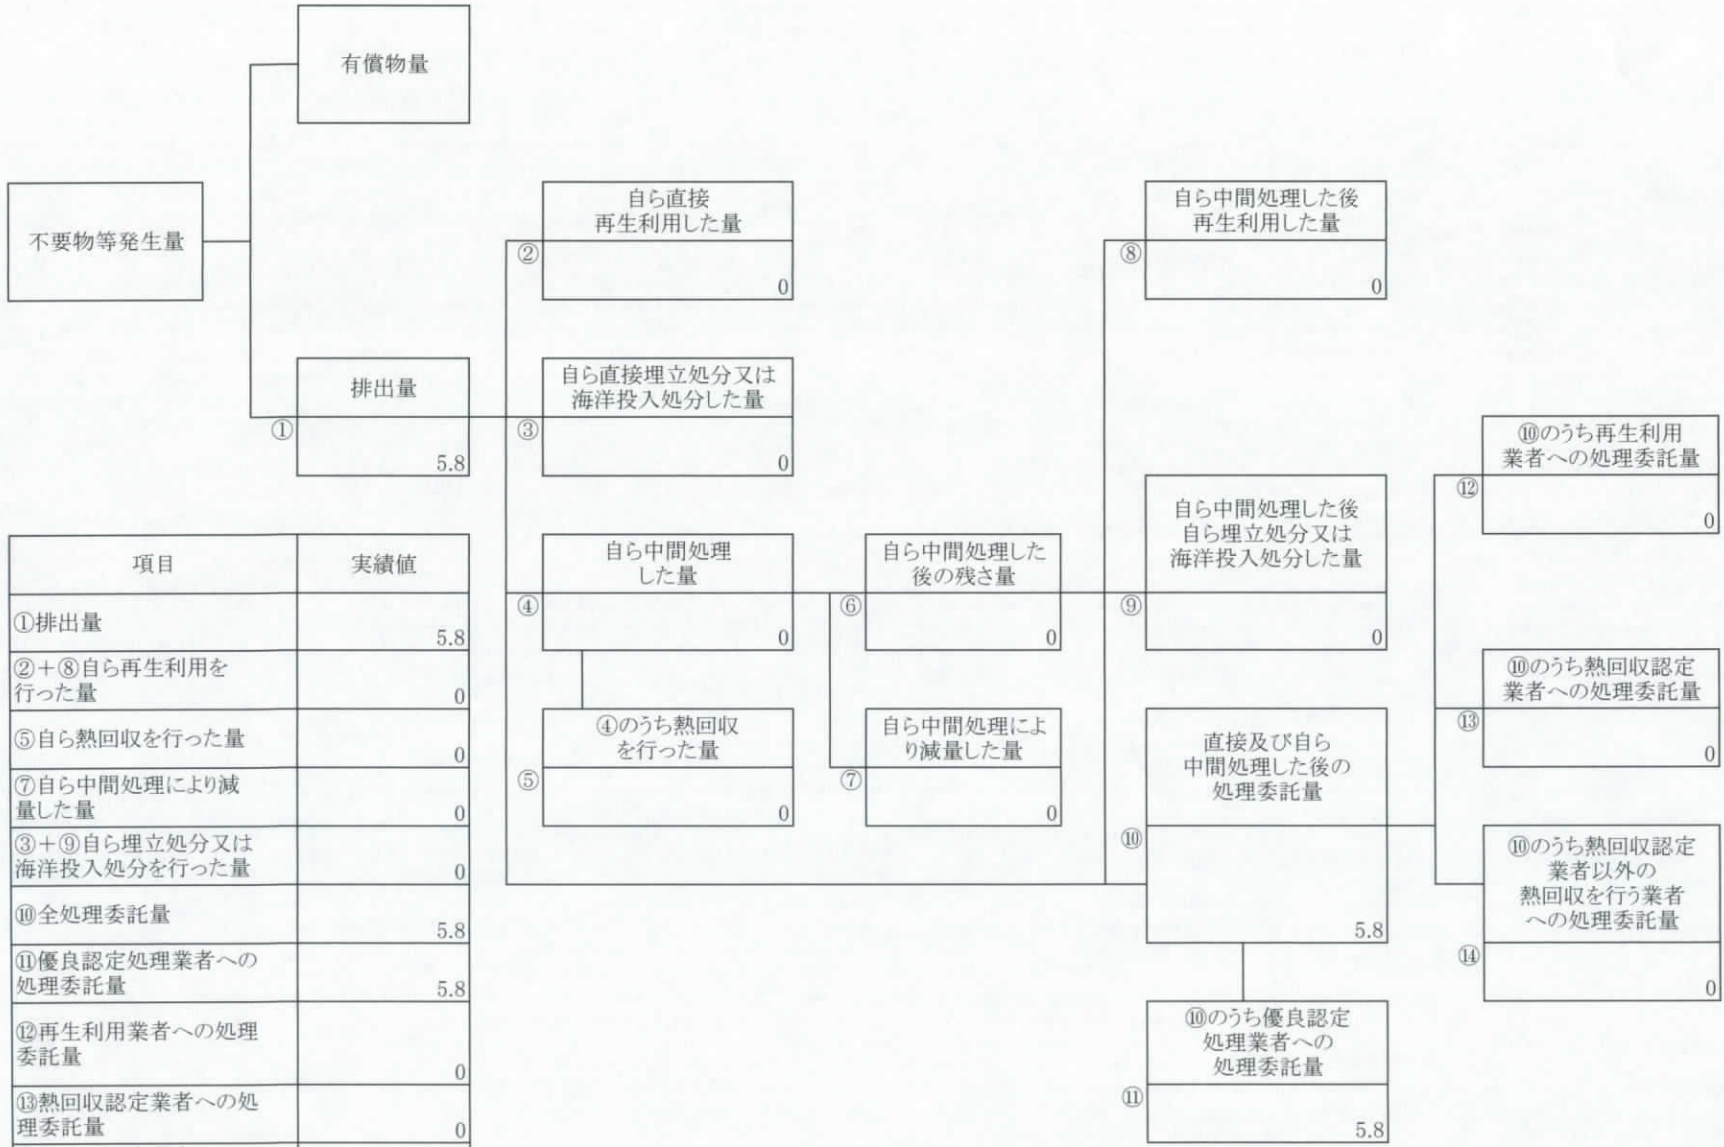 有償物量
不要物等発生量
排出量
①
5.8
自ら直接
再生利用した量
②
0
自ら直接埋立処分又は
海洋投入処分した量
③
0
自ら中間処理
した量
④
0
④のうち熱回収
を行った量
⑤
0
自ら中間処理した
後の残さ量
⑥
0
自ら中間処理によ
り減量した量
⑦
0
自ら中間処理した後
再生利用した量
⑧
0
自ら中間処理した後
自ら埋立処分又は
海洋投入処分した量
⑨
0
直接及び自ら
中間処理した後の
処理委託量
⑩
5.8
⑩のうち優良認定
処理業者への
処理委託量
⑪
5.8
⑩のうち再生利用
業者への処理委託量
⑫
0
⑩のうち熱回収認定
業者への処理委託量
⑬
0
⑩のうち熱回収認定
業者以外の
熱回収を行う業者
への処理委託量
⑭
0
項目 実績値
①排出量 5.8
②+⑧自ら再生利用を
行った量 0
⑤自ら熱回収を行った量 0
⑦自ら中間処理により減
量した量 0
③+⑨自ら埋立処分又は
海洋投入処分を行った量 0
⑩全処理委託量 5.8
⑪優良認定処理業者への
処理委託量 5.8
⑫再生利用業者への処理
委託量 0
⑬熱回収認定業者への処
理委託量 0